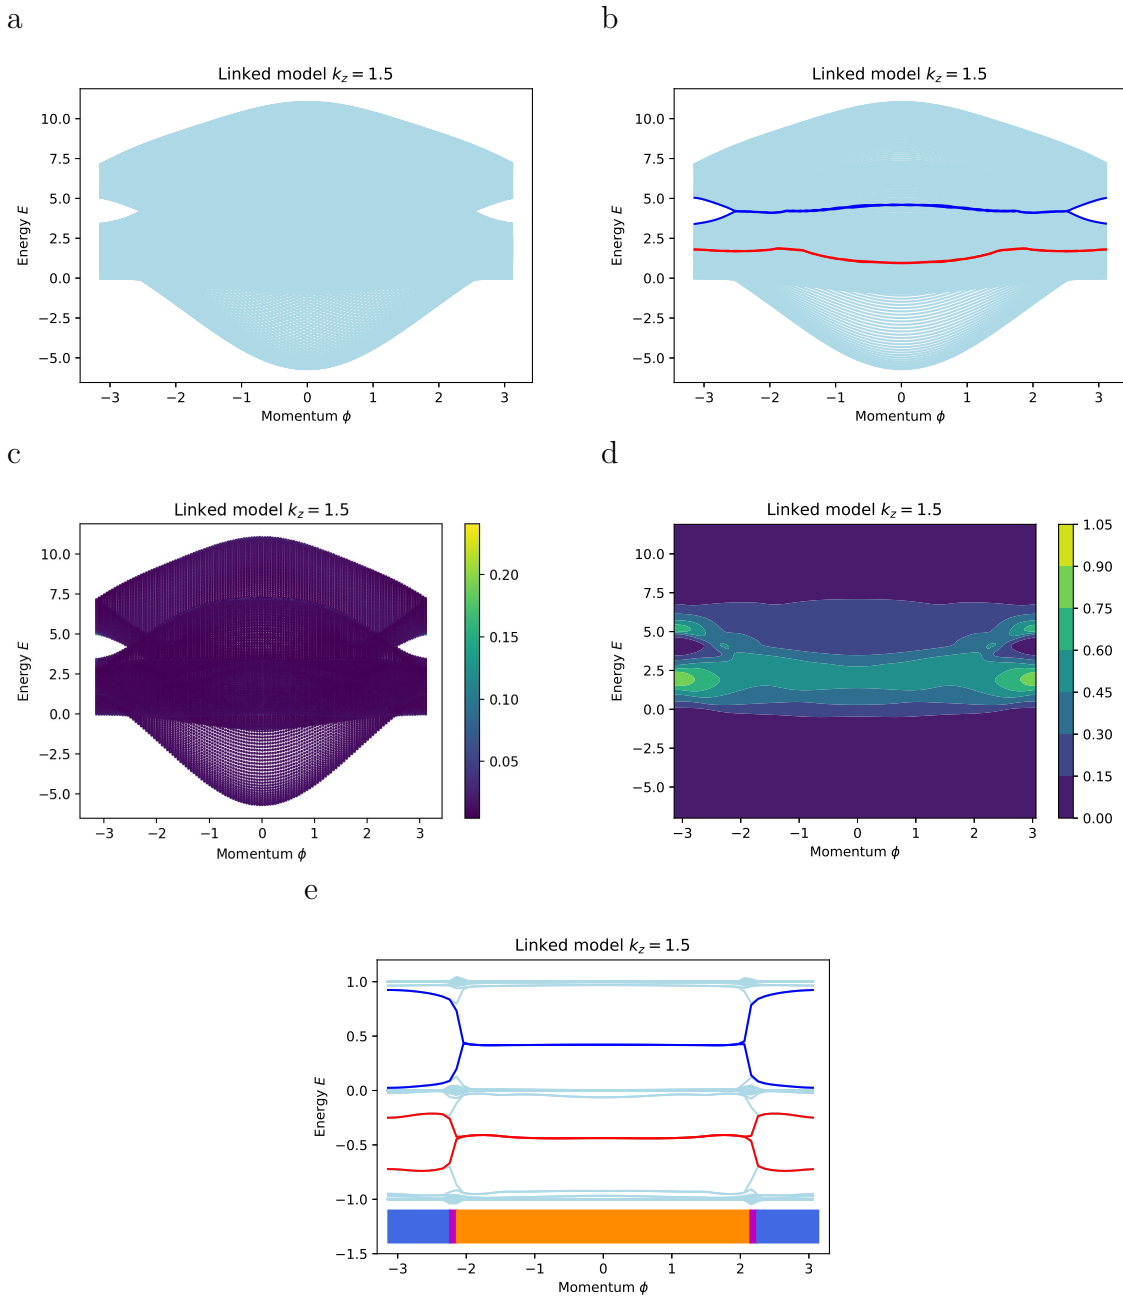 a
b
Linked model $k_z = 1.5$
Linked model $k_z = 1.5$
10.0
7.5
5.0
2.5
0.0
−2.5
−5.0
Energy E
−3 −2 −1 0 1 2 3
Momentum ϕ
10.0
7.5
5.0
2.5
0.0
−2.5
−5.0
Energy E
−3 −2 −1 0 1 2 3
Momentum ϕ
c
d
Linked model $k_z = 1.5$
Linked model $k_z = 1.5$
10.0
7.5
5.0
2.5
0.0
−2.5
−5.0
Energy E
−3 −2 −1 0 1 2 3
Momentum ϕ
0.20
0.15
0.10
0.05
10.0
7.5
5.0
2.5
0.0
−2.5
−5.0
Energy E
−3 −2 −1 0 1 2 3
Momentum ϕ
1.05
0.90
0.75
0.60
0.45
0.30
0.15
0.00
e
Linked model $k_z = 1.5$
1.0
0.5
0.0
−0.5
−1.0
−1.5
Energy E
−3 −2 −1 0 1 2 3
Momentum ϕ